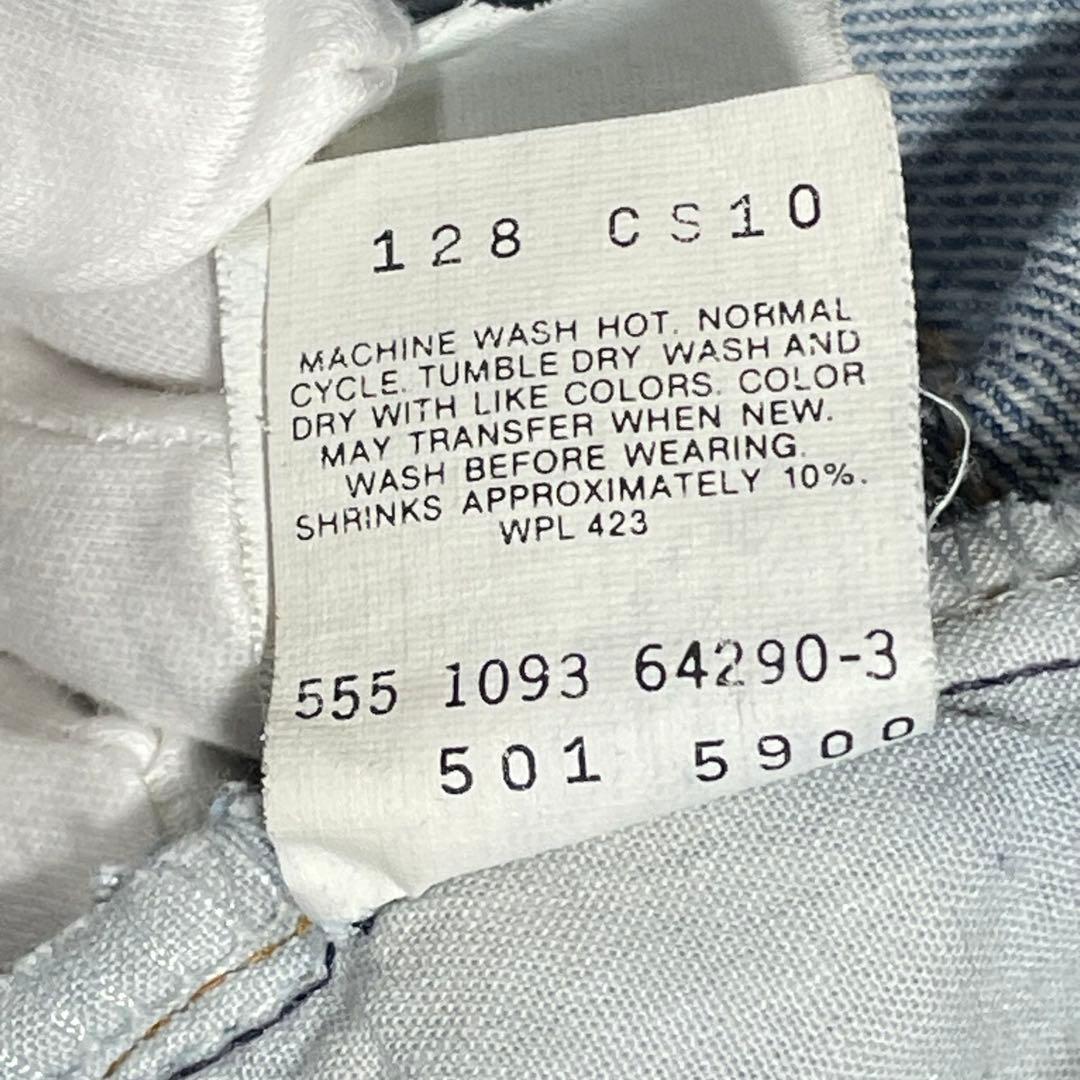 128 CS10
MACHINE WASH HOT. NORMAL
CYCLE. TUMBLE DRY WASH AND
DRY WITH LIKE COLORS. COLOR
MAY TRANSFER WHEN NEW.
WASH BEFORE WEARING.
SHRINKS APPROXIMATELY 10%.
WPL 423
555 1093 64290-3
501 5900